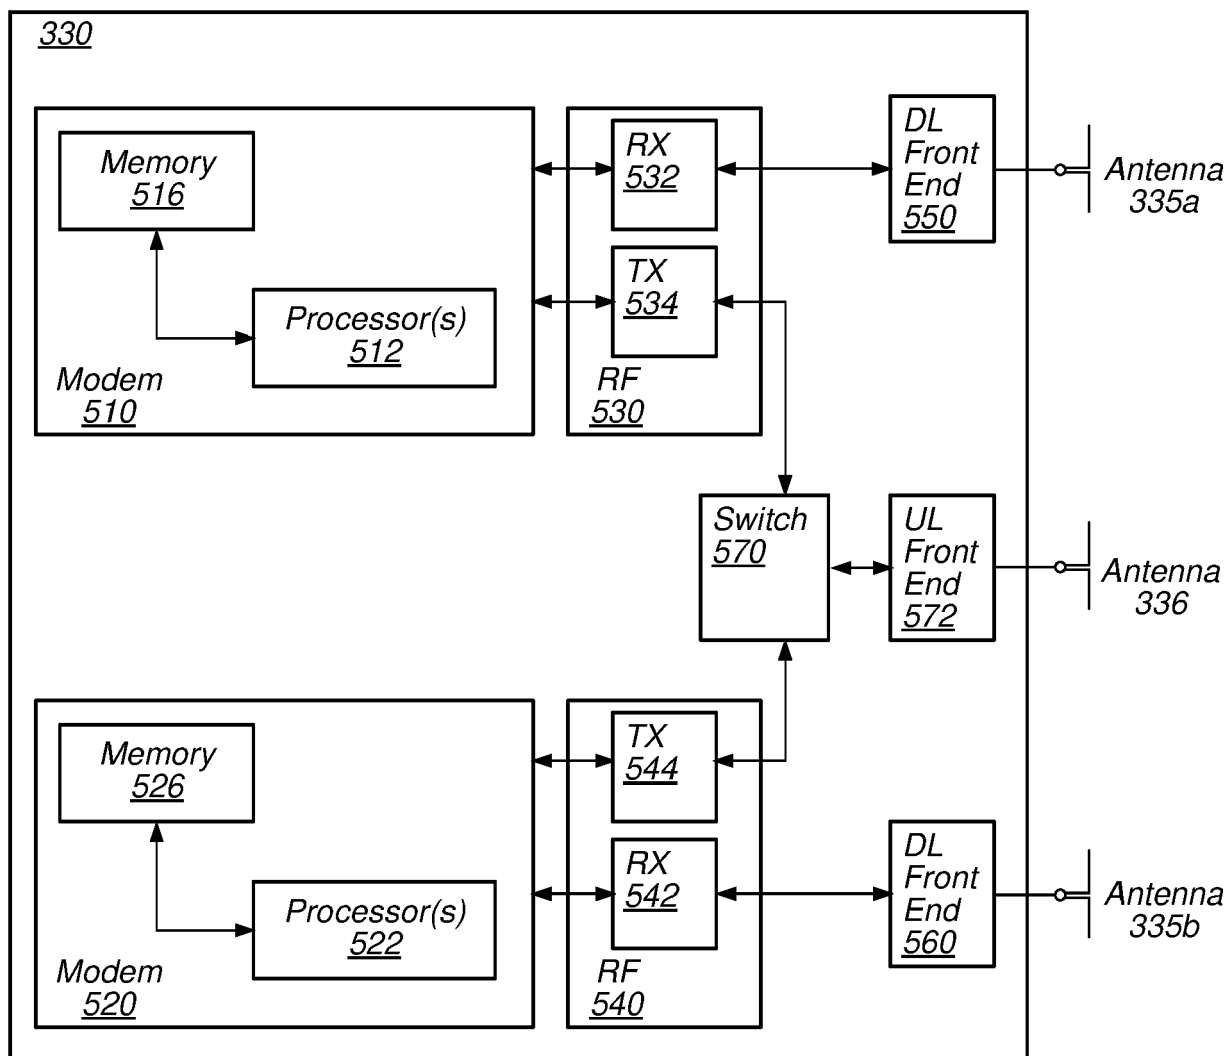 330
Memory
516
Processor(s)
512
Modem
510
RX
532
TX
534
RF
530
DL
Front
End
550
Antenna
335a
Switch
570
UL
Front
End
572
Antenna
336
Memory
526
Processor(s)
522
Modem
520
TX
544
RX
542
RF
540
DL
Front
End
560
Antenna
335b